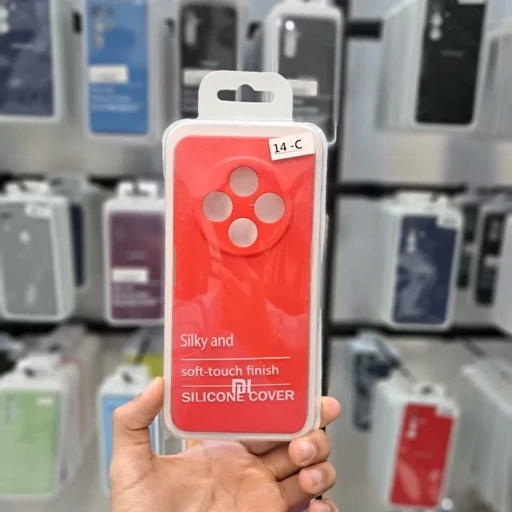 14-C
Silky and
soft-touch finish
MI
SILICONE COVER